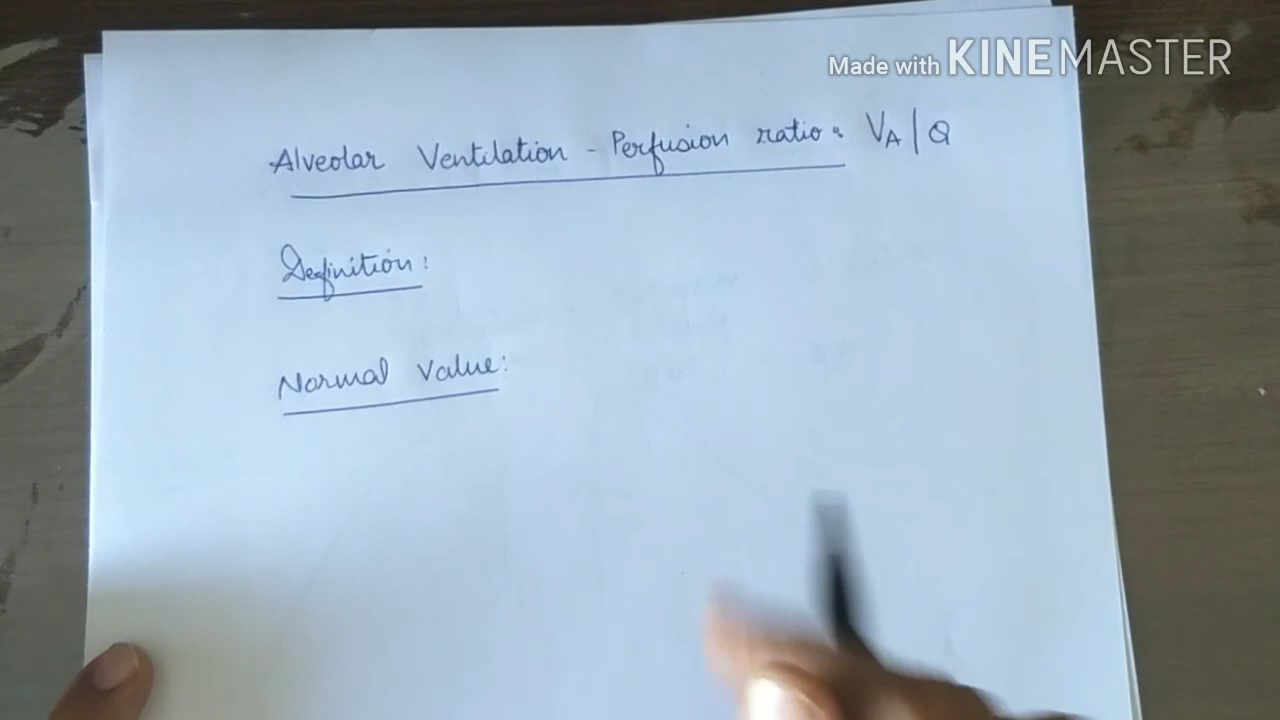 Made with KINEMASTER
Alveolar Ventilation - Perfusion ratio: VA/Q
Definition:
Normal Value: